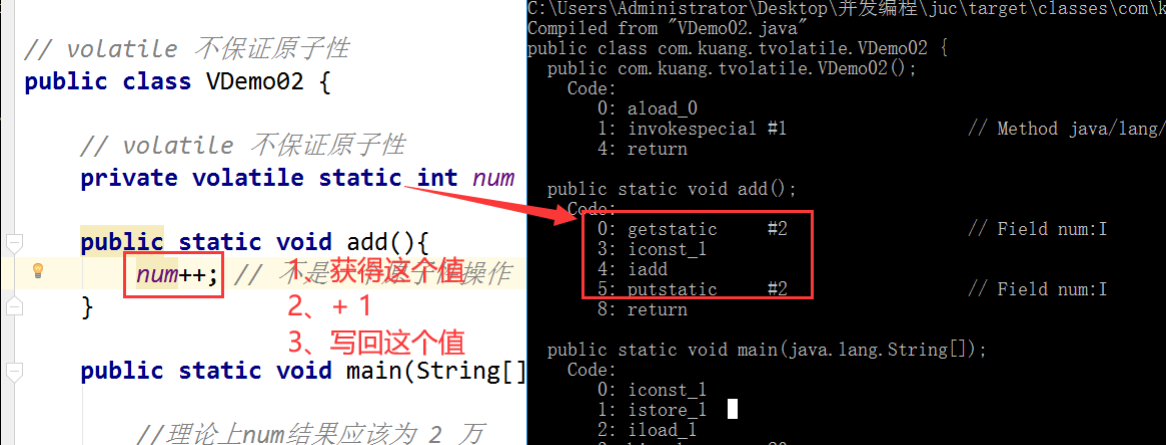 // volatile 不保证原子性
public class VDemo02 {
// volatile 不保证原子性
private volatile static int num
public static void add(){
num++; // 不是 操作
1、获得这个值
}
2、+ 1
3、写回这个值
public static void main(String[]
//理论上num结果应该为 2 万
C:\Users\Administrator\Desktop\并发编程\juc\target\classes\com\k
Compiled from "VDemo02.java"
public class com.kuang.tvolatile.VDemo02 {
public com.kuang.tvolatile.VDemo02();
Code:
0: aload_0
1: invokespecial #1 // Method java/lang/
4: return
public static void add();
Code:
0: getstatic #2 // Field num:I
3: iconst_1
4: iadd
5: putstatic #2 // Field num:I
8: return
public static void main(java.lang.String[]);
Code:
0: iconst_1
1: istore_1
2: iload_1